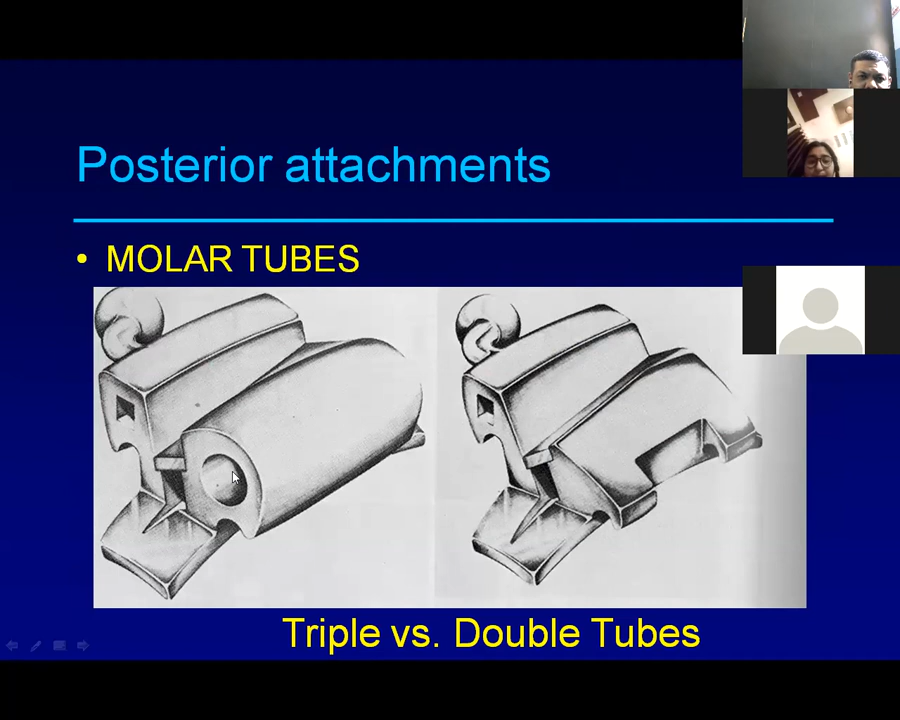 Posterior attachments
• MOLAR TUBES
Triple vs. Double Tubes